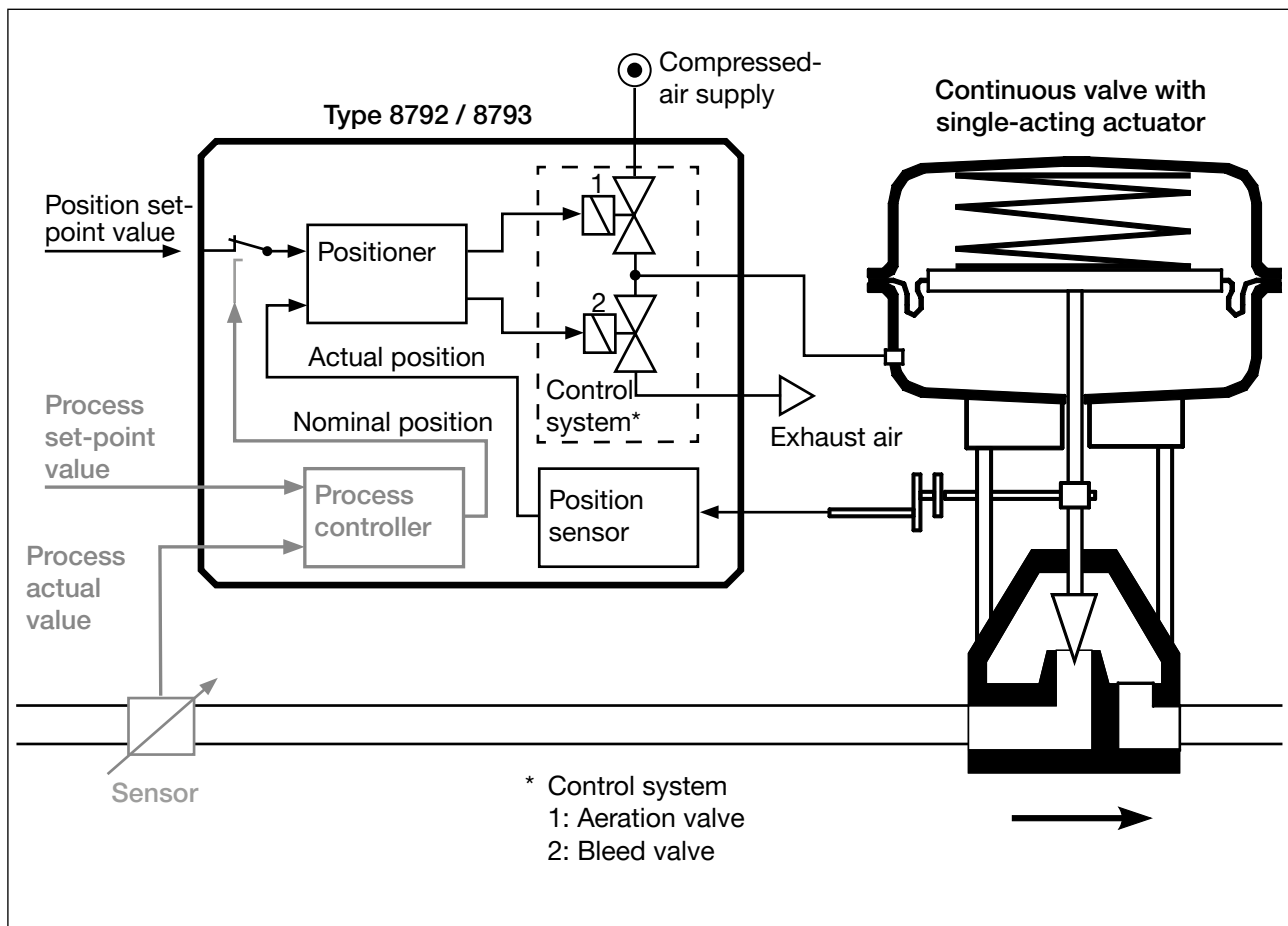 Compressed-
air supply
Type 8792 / 8793
Continuous valve with
single-acting actuator
Position set-
point value
1
Positioner
2
Actual position
Control
system*
Exhaust air
Process
set-point
value
Nominal position
Process
controller
Position
sensor
Process
actual
value
Sensor
* Control system
1: Aeration valve
2: Bleed valve